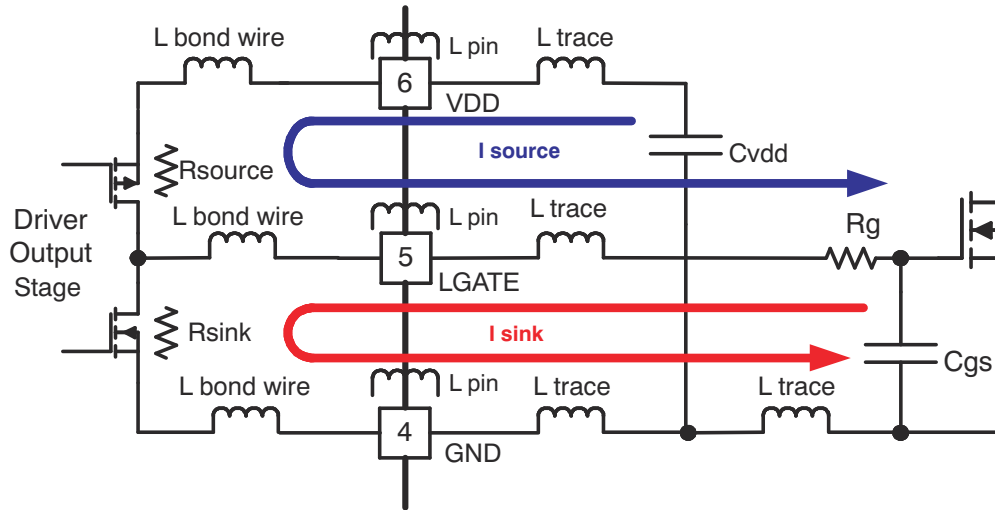 L bond wire
L pin
L trace
6
VDD
I source
Cvdd
Rsource
L bond wire
L pin
L trace
Rg
Driver
Output
Stage
5
LGATE
Rsink
I sink
L bond wire
L pin
L trace
L trace
Cgs
4
GND